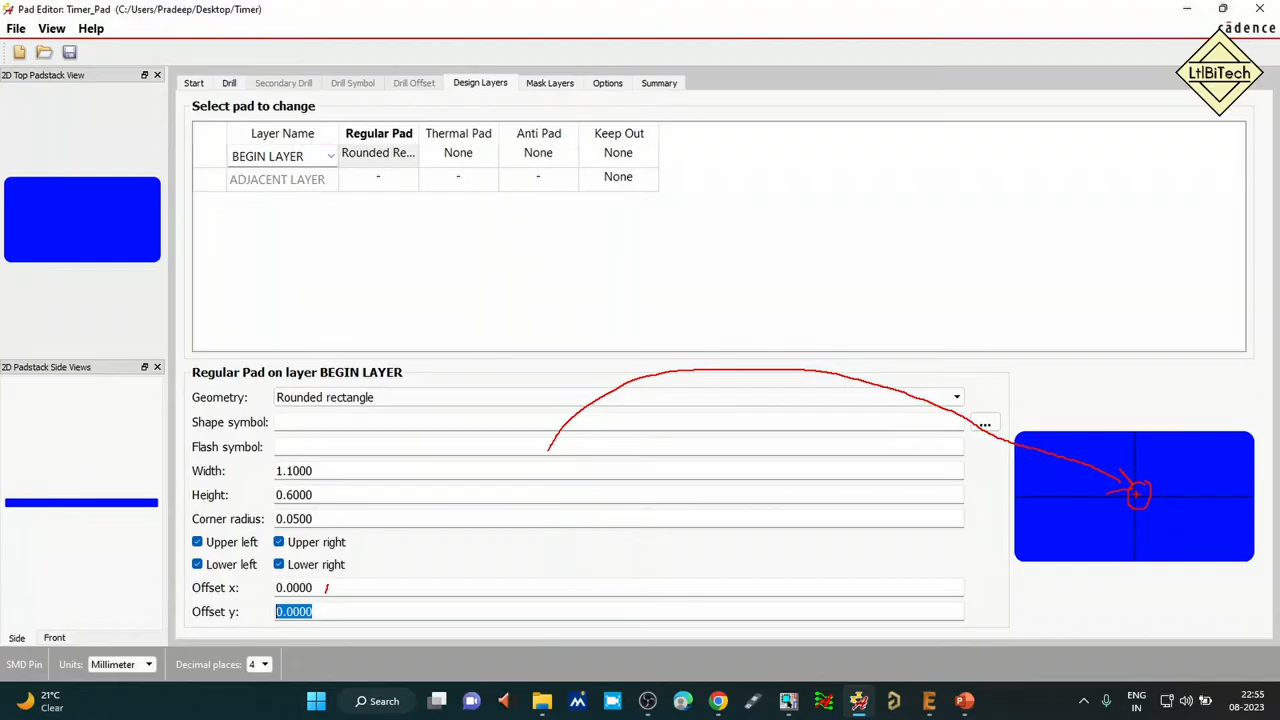 Pad Editor: Timer_Pad (C:/Users/Pradeep/Desktop/Timer)
File View Help
cādence
LtlBiTech
2D Top Padstack View
Start Drill Secondary Drill Drill Symbol Drill Offset Design Layers Mask Layers Options Summary
Select pad to change
Layer Name Regular Pad Thermal Pad Anti Pad Keep Out
BEGIN LAYER Rounded Re... None None None
ADJACENT LAYER - - - None
2D Padstack Side Views
Regular Pad on layer BEGIN LAYER
Geometry: Rounded rectangle
Shape symbol: ...
Flash symbol:
Width: 1.1000
Height: 0.6000
Corner radius: 0.0500
Upper left Upper right
Lower left Lower right
Offset x: 0.0000
Offset y: 0.0000
Side Front
SMD Pin Units: Millimeter Decimal places: 4
21°C
Clear
Search
ENG
IN
22:55
08-2023